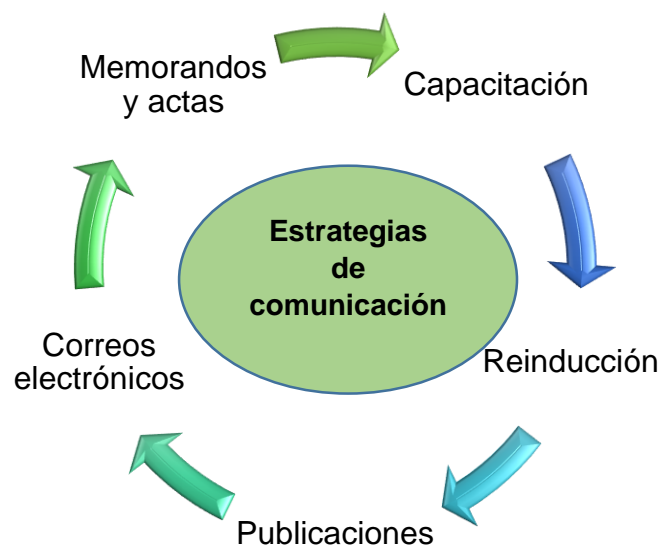 Memorandos
y actas
Capacitación
Estrategias
de
comunicación
Correos
electrónicos
Reinducción
Publicaciones